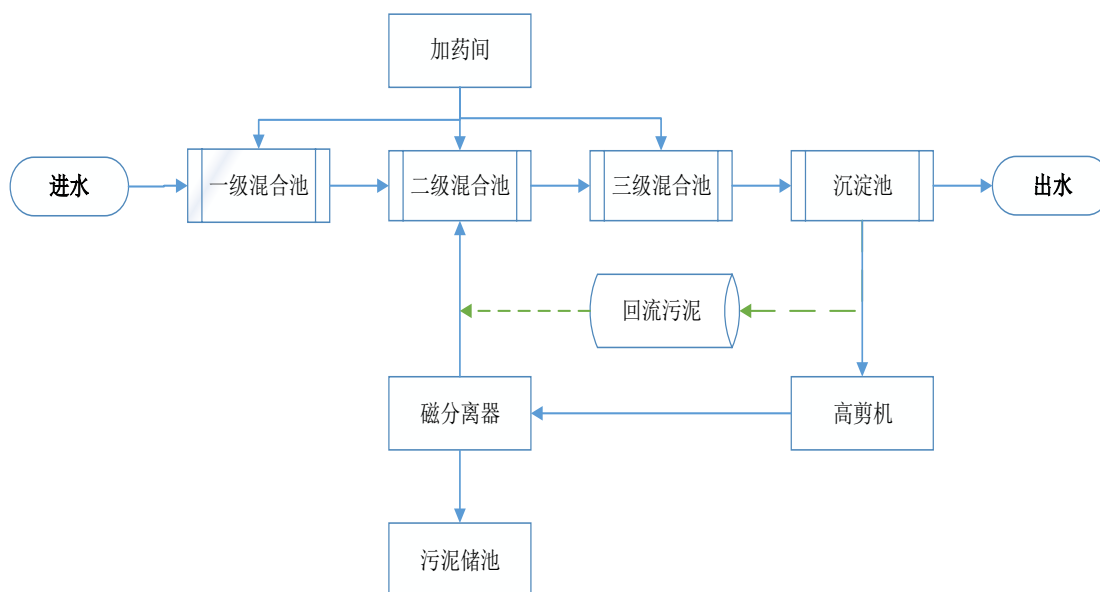 加药间
进水
一级混合池
二级混合池
三级混合池
沉淀池
出水
回流污泥
磁分离器
高剪机
污泥储池